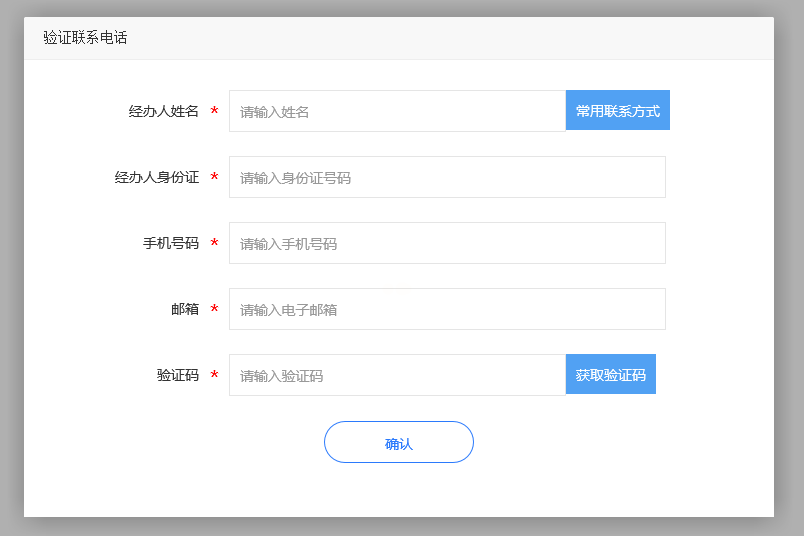 验证联系电话
经办人姓名 * 请输入姓名 常用联系方式
经办人身份证 * 请输入身份证号码
手机号码 * 请输入手机号码
邮箱 * 请输入电子邮箱
验证码 * 请输入验证码 获取验证码
确认